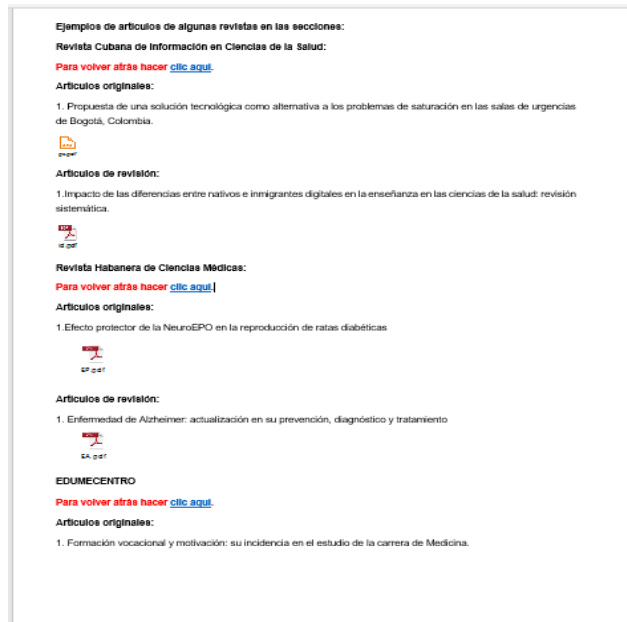 Ejemplos de artículos de algunas revistas en las secciones:
Revista Cubana de Información en Ciencias de la Salud:
Para volver atrás hacer clic aquí.
Artículos originales:
1. Propuesta de una solución tecnológica como alternativa a los problemas de saturación en las salas de urgencias
de Bogotá, Colombia.
Artículos de revisión:
1.Impacto de las diferencias entre nativos e inmigrantes digitales en la enseñanza en las ciencias de la salud: revisión
sistemática.
id.pdf
Revista Habanera de Ciencias Médicas:
Para volver atrás hacer clic aquí.
Artículos originales:
1.Efecto protector de la NeuroEPO en la reproducción de ratas diabéticas
EP.pdf
Artículos de revisión:
1. Enfermedad de Alzheimer: actualización en su prevención, diagnóstico y tratamiento
EA.pdf
EDUMECENTRO
Para volver atrás hacer clic aquí.
Artículos originales:
1. Formación vocacional y motivación: su incidencia en el estudio de la carrera de Medicina.